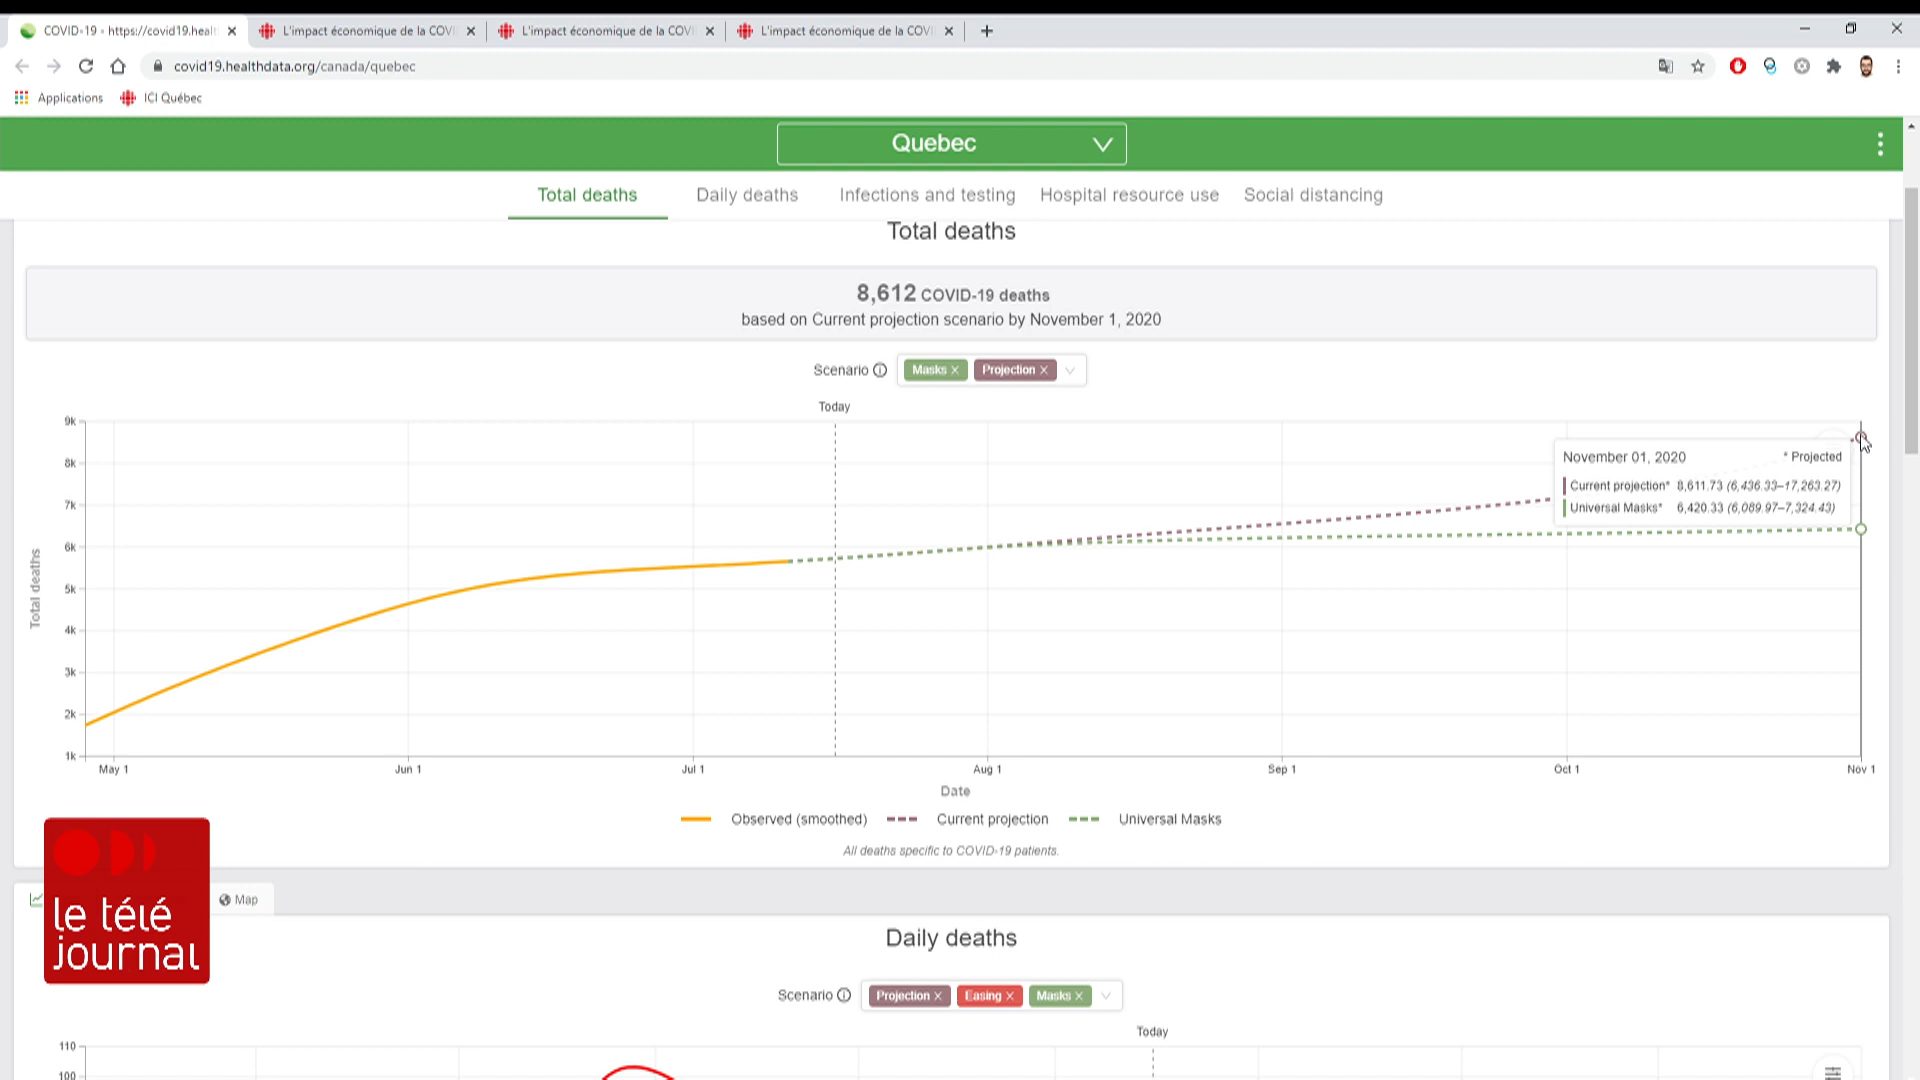 COVID-19 - https://covid19.healt
L'impact économique de la COVI
L'impact économique de la COVI
L'impact économique de la COVI
covid19.healthdata.org/canada/quebec
Applications
ICI Québec
Quebec
Total deaths
Daily deaths
Infections and testing
Hospital resource use
Social distancing
Total deaths
8,612 COVID-19 deaths
based on Current projection scenario by November 1, 2020
Scenario
Masks
Projection
Today
9k
8k
7k
6k
5k
4k
3k
2k
1k
Total deaths
November 01, 2020 * Projected
Current projection* 8,611.73 (6,436.33–17,263.27)
Universal Masks* 6,420.33 (6,089.97–7,324.43)
May 1
Jun 1
Jul 1
Aug 1
Sep 1
Oct 1
Nov 1
Date
Observed (smoothed)
Current projection
Universal Masks
All deaths specific to COVID-19 patients.
Map
le télé
journal
Daily deaths
Scenario
Projection
Easing
Masks
Today
110
100